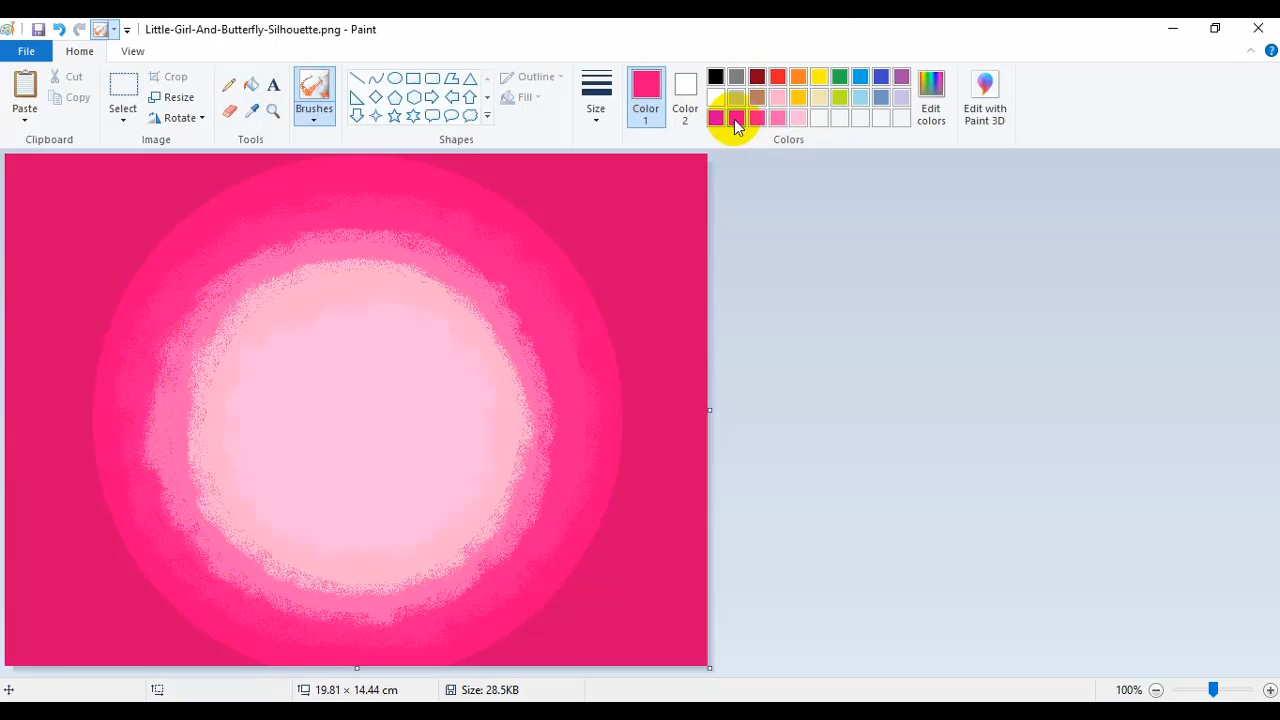 Little-Girl-And-Butterfly-Silhouette.png - Paint
File Home View
Paste
Cut
Copy
Clipboard
Select
Crop
Resize
Rotate
Image
A
Tools
Brushes
Outline
Fill
Shapes
Size
Color 1
Color 2
Edit colors
Colors
Edit with Paint 3D
19.81 × 14.44 cm
Size: 28.5KB
100%